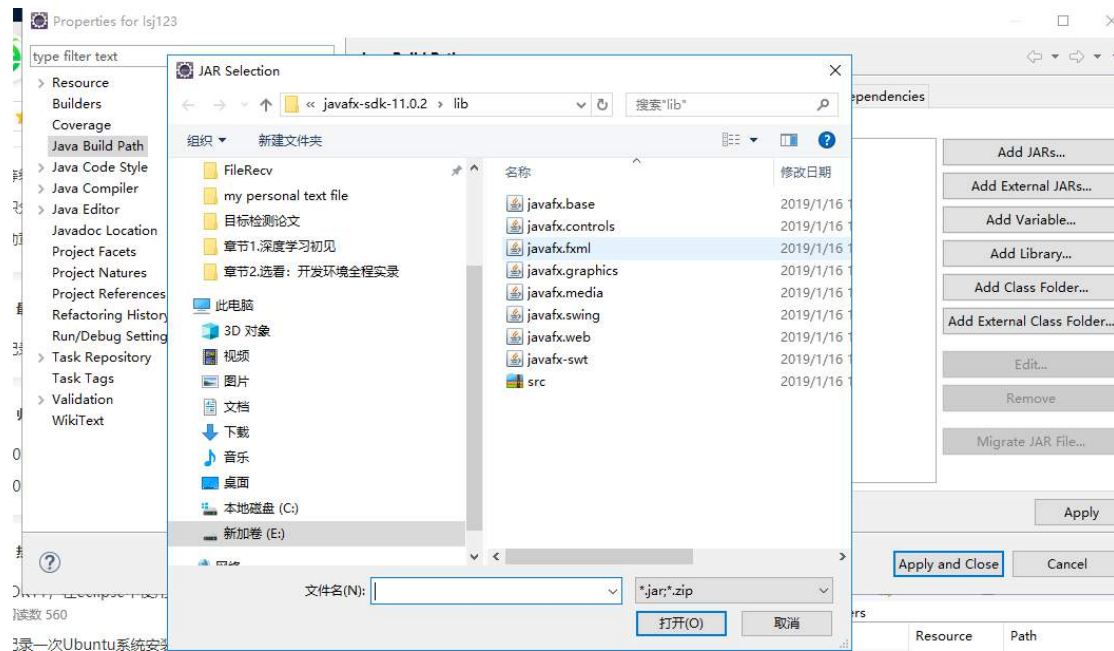 Properties for lsj123
type filter text
Resource
Builders
Coverage
Java Build Path
Java Code Style
Java Compiler
Java Editor
Javadoc Location
Project Facets
Project Natures
Project References
Refactoring History
Run/Debug Setting
Task Repository
Task Tags
Validation
WikiText
JAR Selection
« javafx-sdk-11.0.2 › lib
搜索"lib"
组织
新建文件夹
FileRecv
my personal text file
目标检测论文
章节1.深度学习初见
章节2.选看：开发环境全程实录
此电脑
3D 对象
视频
图片
文档
下载
音乐
桌面
本地磁盘 (C:)
新加卷 (E:)
名称
修改日期
javafx.base 2019/1/16
javafx.controls 2019/1/16
javafx.fxml 2019/1/16
javafx.graphics 2019/1/16
javafx.media 2019/1/16
javafx.swing 2019/1/16
javafx.web 2019/1/16
javafx-swt 2019/1/16
src 2019/1/16
文件名(N):
*.jar;*.zip
打开(O)
取消
pendencies
Add JARs...
Add External JARs...
Add Variable...
Add Library...
Add Class Folder...
Add External Class Folder...
Edit...
Remove
Migrate JAR File...
Apply
Apply and Close
Cancel
读数 560
录一次Ubuntu系统安装
ers
Resource
Path